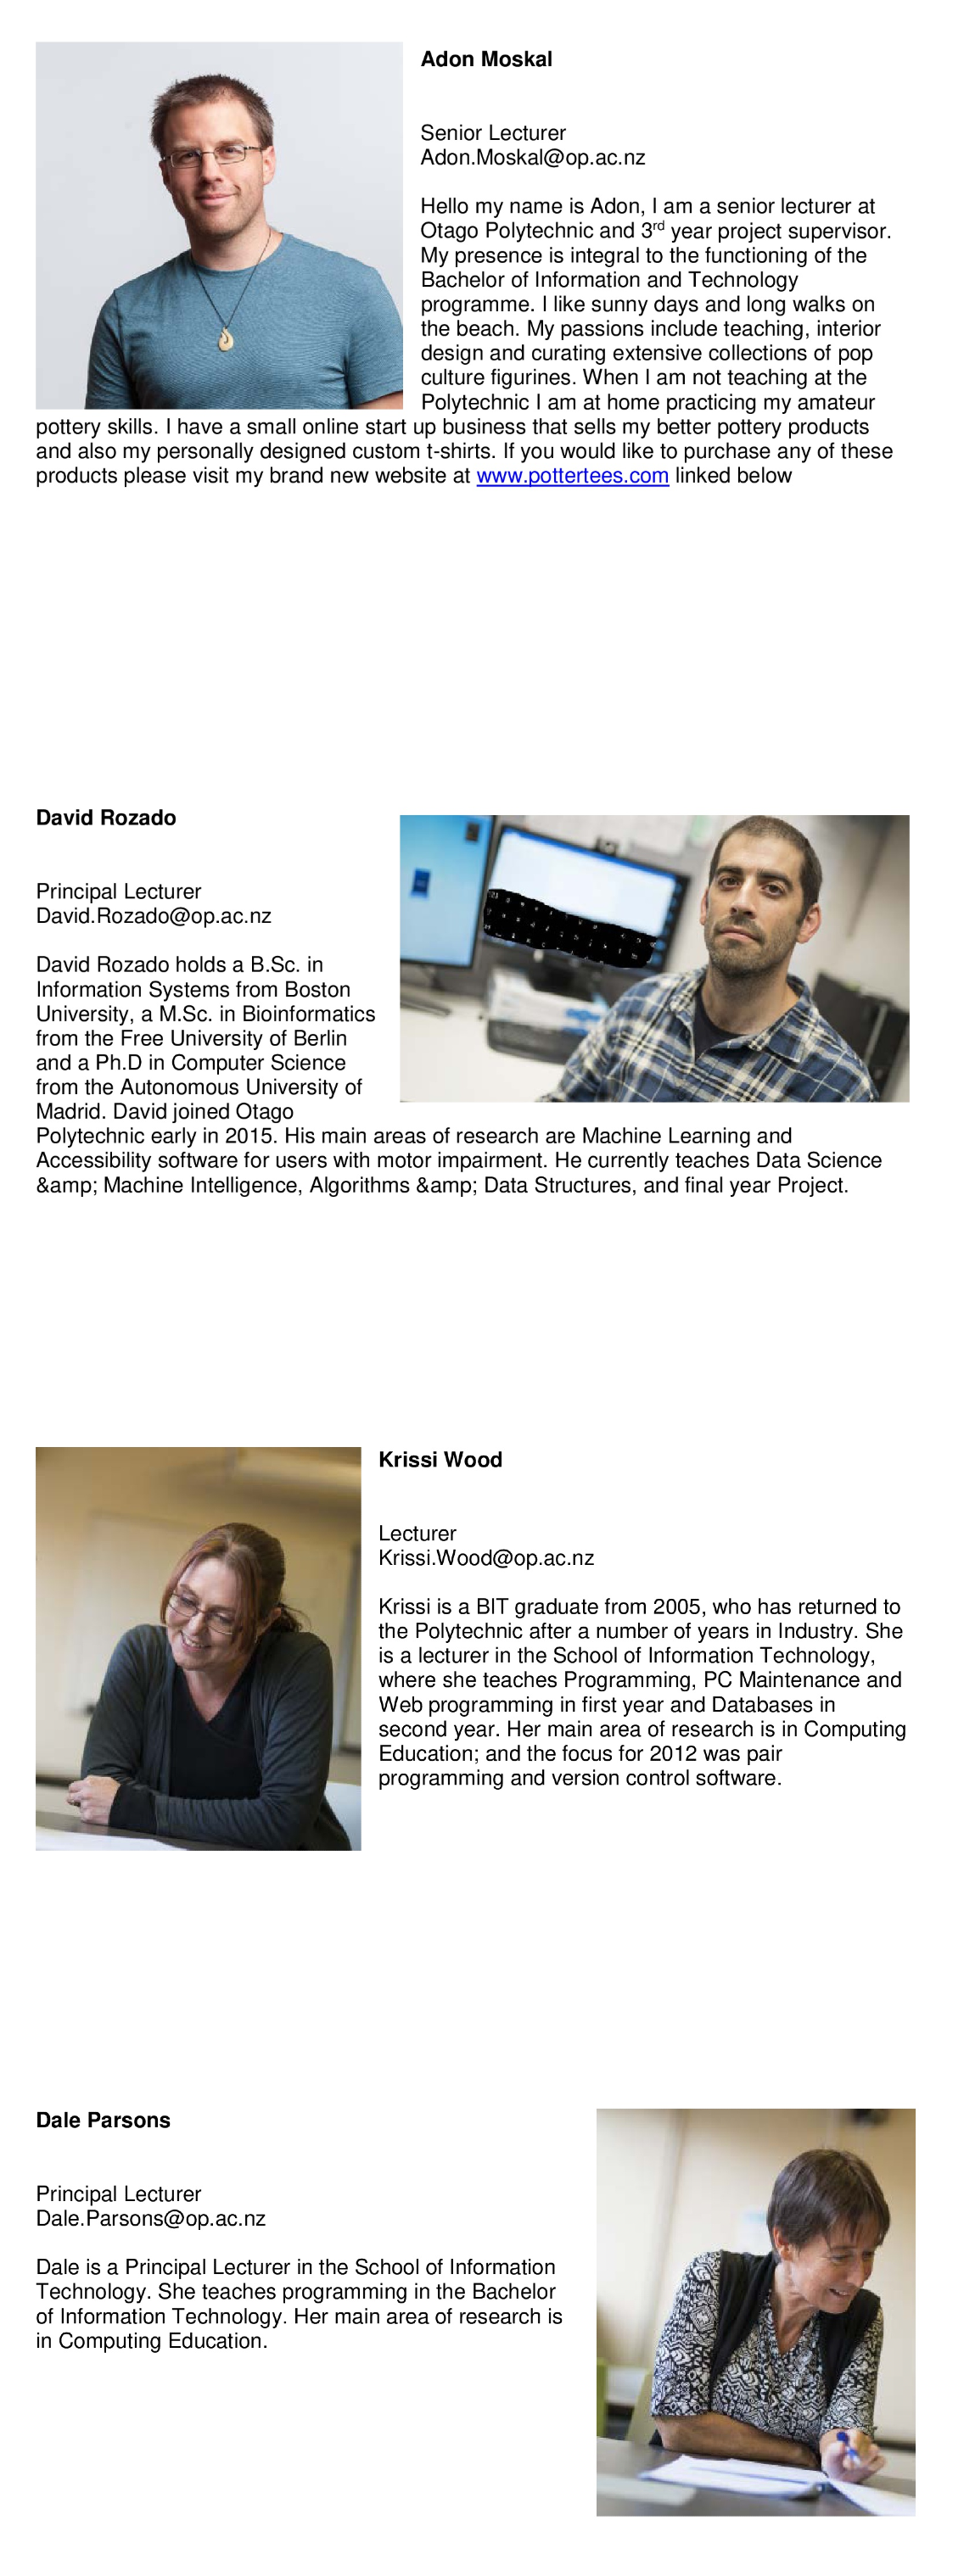 Adon Moskal
Senior Lecturer
Adon.Moskal@op.ac.nz
Hello my name is Adon, I am a senior lecturer at
Otago Polytechnic and 3rd year project supervisor.
My presence is integral to the functioning of the
Bachelor of Information and Technology
programme. I like sunny days and long walks on
the beach. My passions include teaching, interior
design and curating extensive collections of pop
culture figurines. When I am not teaching at the
Polytechnic I am at home practicing my amateur
pottery skills. I have a small online start up business that sells my better pottery products
and also my personally designed custom t-shirts. If you would like to purchase any of these
products please visit my brand new website at www.pottertees.com linked below
David Rozado
Principal Lecturer
David.Rozado@op.ac.nz
David Rozado holds a B.Sc. in
Information Systems from Boston
University, a M.Sc. in Bioinformatics
from the Free University of Berlin
and a Ph.D in Computer Science
from the Autonomous University of
Madrid. David joined Otago
Polytechnic early in 2015. His main areas of research are Machine Learning and
Accessibility software for users with motor impairment. He currently teaches Data Science
&amp; Machine Intelligence, Algorithms &amp; Data Structures, and final year Project.
Krissi Wood
Lecturer
Krissi.Wood@op.ac.nz
Krissi is a BIT graduate from 2005, who has returned to
the Polytechnic after a number of years in Industry. She
is a lecturer in the School of Information Technology,
where she teaches Programming, PC Maintenance and
Web programming in first year and Databases in
second year. Her main area of research is in Computing
Education; and the focus for 2012 was pair
programming and version control software.
Dale Parsons
Principal Lecturer
Dale.Parsons@op.ac.nz
Dale is a Principal Lecturer in the School of Information
Technology. She teaches programming in the Bachelor
of Information Technology. Her main area of research is
in Computing Education.